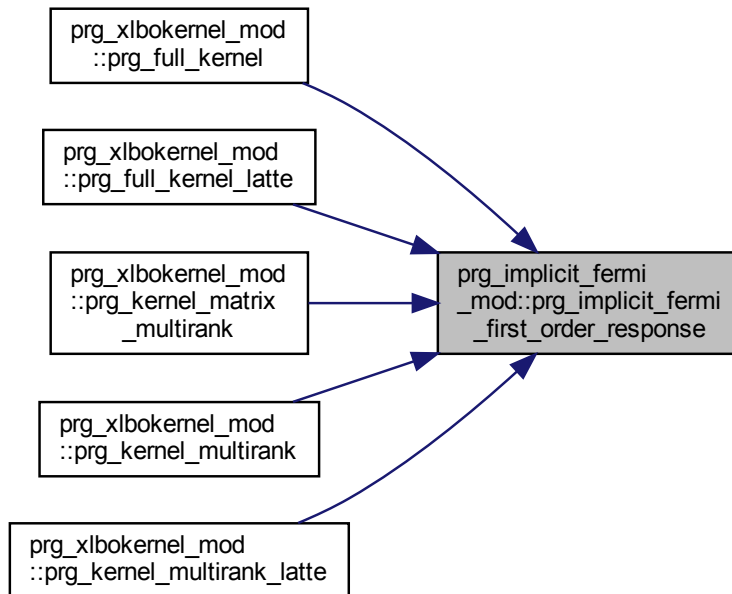 prg_xlbokernel_mod
::prg_full_kernel
prg_xlbokernel_mod
::prg_full_kernel_latte
prg_xlbokernel_mod
::prg_kernel_matrix
_multirank
prg_xlbokernel_mod
::prg_kernel_multirank
prg_xlbokernel_mod
::prg_kernel_multirank_latte
prg_implicit_fermi
_mod::prg_implicit_fermi
_first_order_response